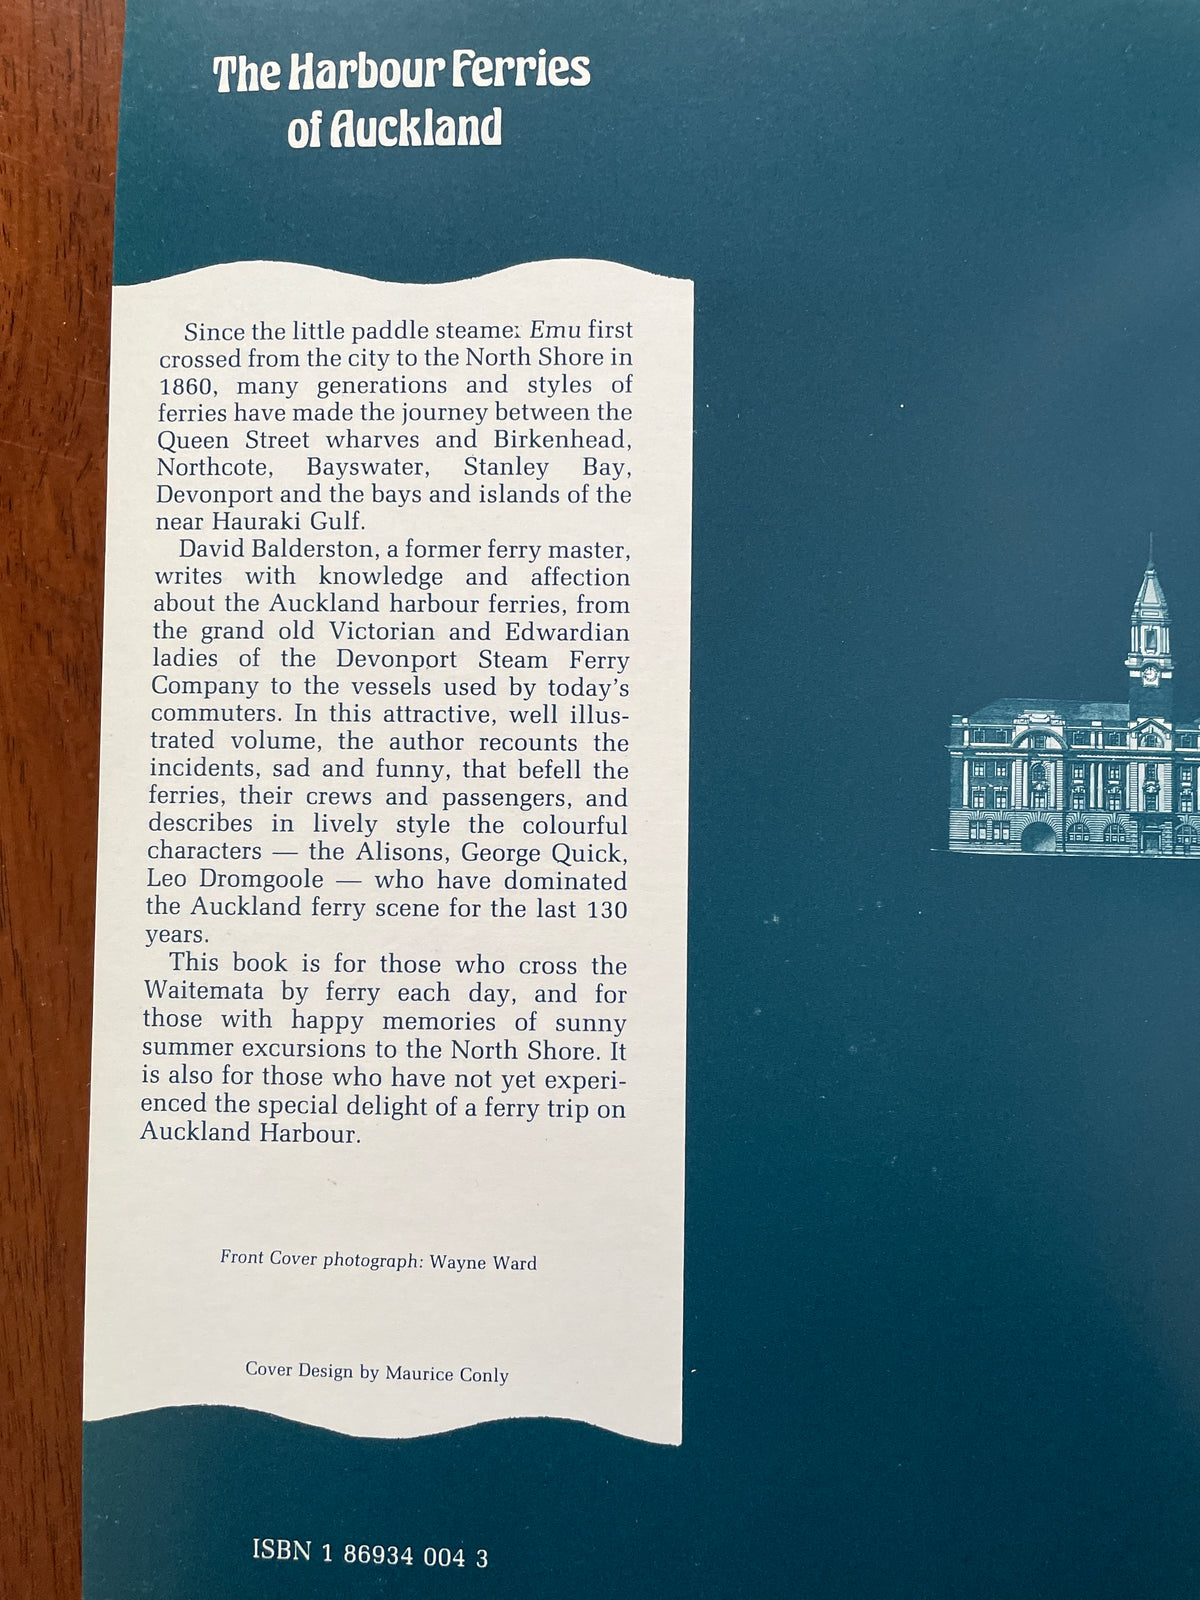 The Harbour Ferries
of Auckland
Since the little paddle steamer Emu first
crossed from the city to the North Shore in
1860, many generations and styles of
ferries have made the journey between the
Queen Street wharves and Birkenhead,
Northcote, Bayswater, Stanley Bay,
Devonport and the bays and islands of the
near Hauraki Gulf.
David Balderston, a former ferry master,
writes with knowledge and affection
about the Auckland harbour ferries, from
the grand old Victorian and Edwardian
ladies of the Devonport Steam Ferry
Company to the vessels used by today's
commuters. In this attractive, well illus-
trated volume, the author recounts the
incidents, sad and funny, that befell the
ferries, their crews and passengers, and
describes in lively style the colourful
characters — the Alisons, George Quick,
Leo Dromgoole — who have dominated
the Auckland ferry scene for the last 130
years.
This book is for those who cross the
Waitemata by ferry each day, and for
those with happy memories of sunny
summer excursions to the North Shore. It
is also for those who have not yet experi-
enced the special delight of a ferry trip on
Auckland Harbour.
Front Cover photograph: Wayne Ward
Cover Design by Maurice Conly
ISBN 1 86934 004 3